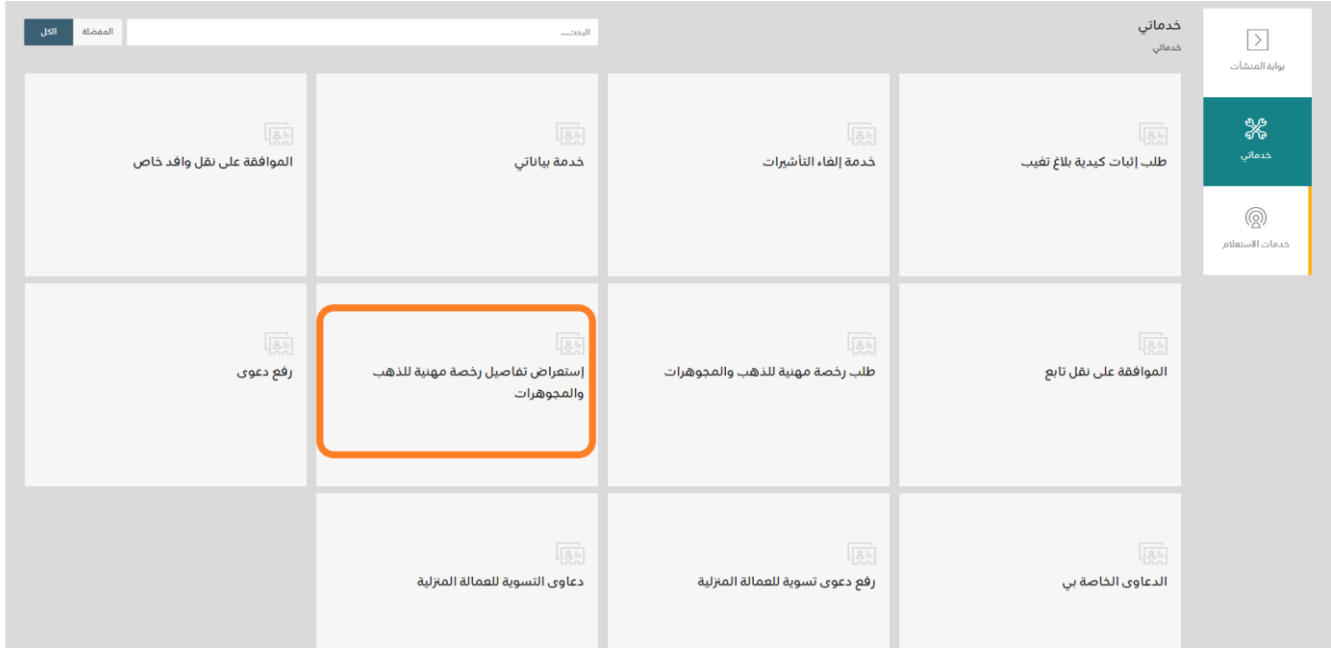 بوابة المنشآت
خدماتي
خدمات الاستعلام
خدماتي
خدماتي
البحث....
المفضلة
الكل
طلب إثبات كيدية بلاغ تغيب
خدمة إلغاء التأشيرات
خدمة بياناتي
الموافقة على نقل وافد خاص
الموافقة على نقل تابع
طلب رخصة مهنية للذهب والمجوهرات
إستعراض تفاصيل رخصة مهنية للذهب
والمجوهرات
رفع دعوى
الدعاوى الخاصة بي
رفع دعوى تسوية للعمالة المنزلية
دعاوى التسوية للعمالة المنزلية